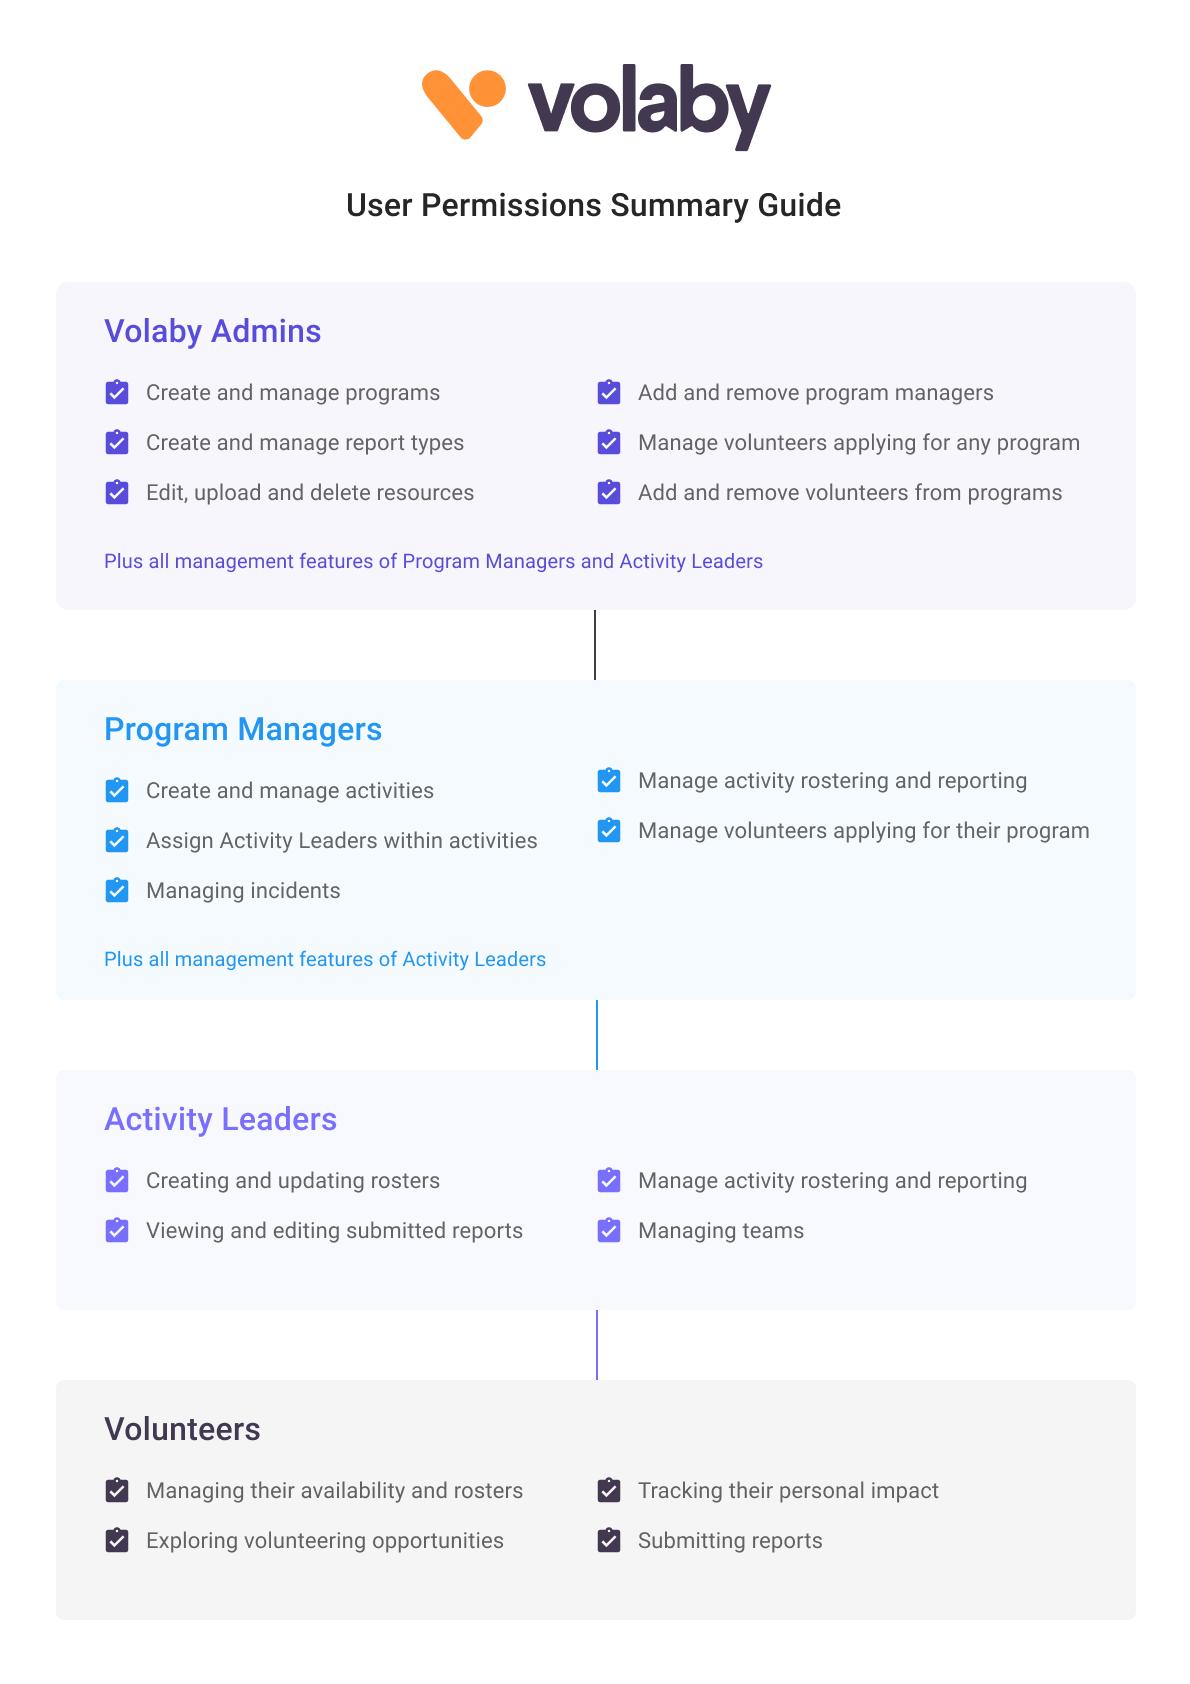 volaby
User Permissions Summary Guide
Volaby Admins
Create and manage programs
Create and manage report types
Edit, upload and delete resources
Add and remove program managers
Manage volunteers applying for any program
Add and remove volunteers from programs
Plus all management features of Program Managers and Activity Leaders
Program Managers
Create and manage activities
Assign Activity Leaders within activities
Managing incidents
Manage activity rostering and reporting
Manage volunteers applying for their program
Plus all management features of Activity Leaders
Activity Leaders
Creating and updating rosters
Viewing and editing submitted reports
Manage activity rostering and reporting
Managing teams
Volunteers
Managing their availability and rosters
Exploring volunteering opportunities
Tracking their personal impact
Submitting reports